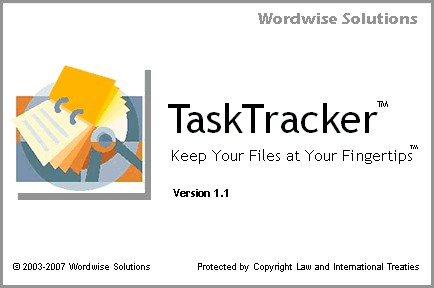 Wordwise Solutions
TaskTracker™
Keep Your Files at Your Fingertips™
Version 1.1
© 2003-2007 Wordwise Solutions Protected by Copyright Law and International Treaties